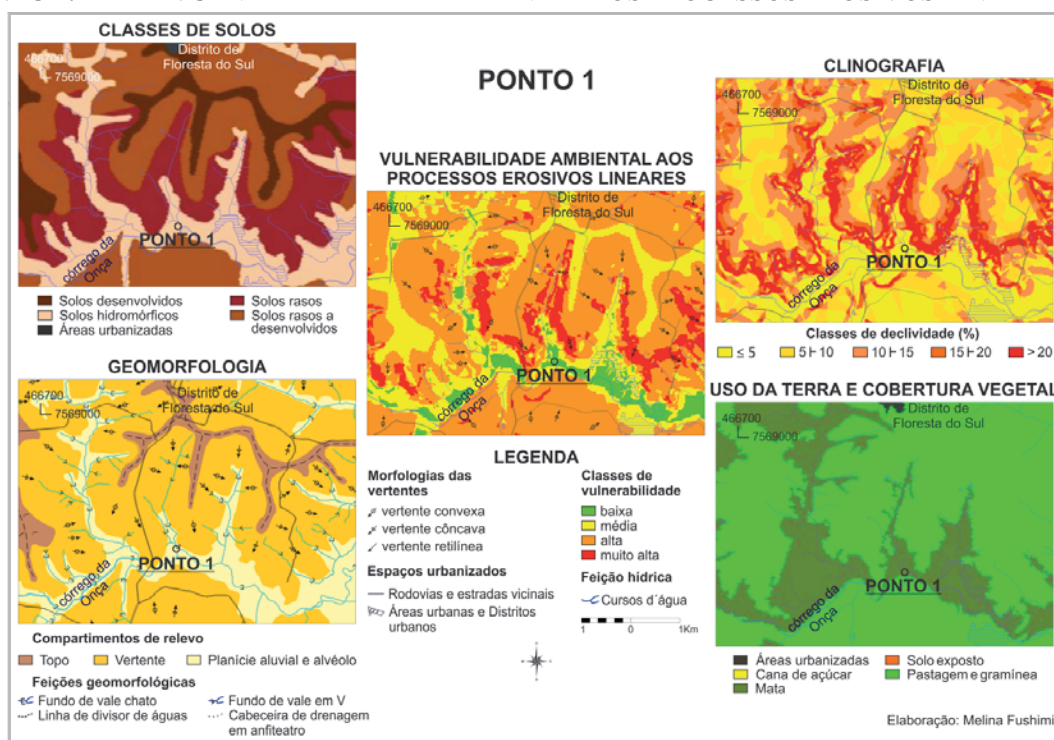 CLASSES DE SOLOS
Distrito de
Floresta do Sul
466700
7569000
PONTO 1
córrego da
Onça
Solos desenvolvidos
Solos rasos
Solos hidromórficos
Solos rasos a
desenvolvidos
Áreas urbanizadas
GEOMORFOLOGIA
Distrito de
Floresta do Sul
466700
7569000
PONTO 1
córrego da
Onça
Compartimentos de relevo
Topo
Vertente
Planície aluvial e alvéolo
Feições geomorfológicas
Fundo de vale chato
Fundo de vale em V
Linha de divisor de águas
Cabeceira de drenagem
em anfiteatro
PONTO 1
VULNERABILIDADE AMBIENTAL AOS
PROCESSOS EROSIVOS LINEARES
Distrito de
Floresta do Sul
466700
7569000
PONTO 1
córrego da
Onça
LEGENDA
Morfologias das
vertentes
vertente convexa
vertente côncava
vertente retilínea
Espaços urbanizados
Rodovias e estradas vicinais
Áreas urbanas e Distritos
urbanos
Classes de
vulnerabilidade
baixa
média
alta
muito alta
Feição hídrica
Cursos d´água
1 0 1Km
CLINOGRAFIA
Distrito de
Floresta do Sul
466700
7569000
PONTO 1
córrego da
Onça
Classes de declividade (%)
≤ 5 5⊢10 10⊢15 15⊢20 > 20
USO DA TERRA E COBERTURA VEGETAL
Distrito de
Floresta do Sul
466700
7569000
PONTO 1
córrego da
Onça
Áreas urbanizadas
Solo exposto
Cana de açúcar
Pastagem e gramínea
Mata
Elaboração: Melina Fushimi